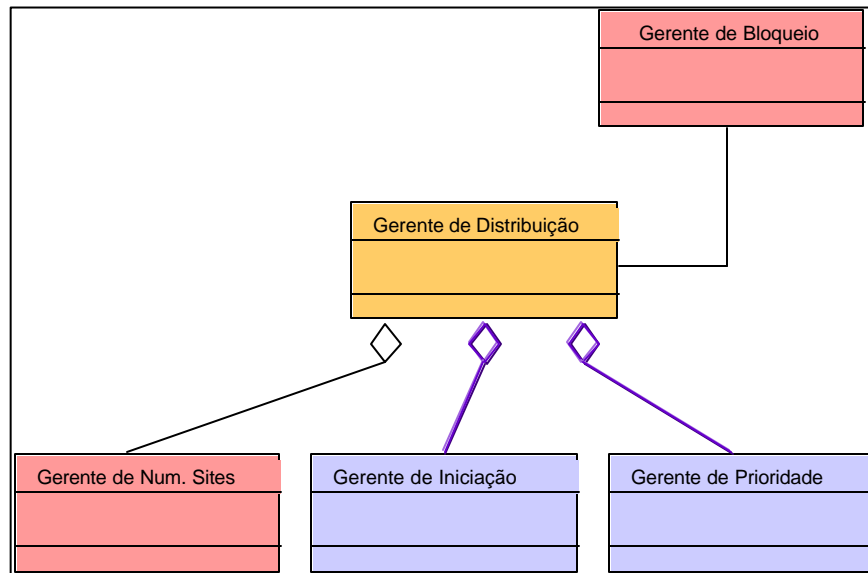 Gerente de Bloqueio
Gerente de Distribuição
Gerente de Num. Sites
Gerente de Iniciação
Gerente de Prioridade